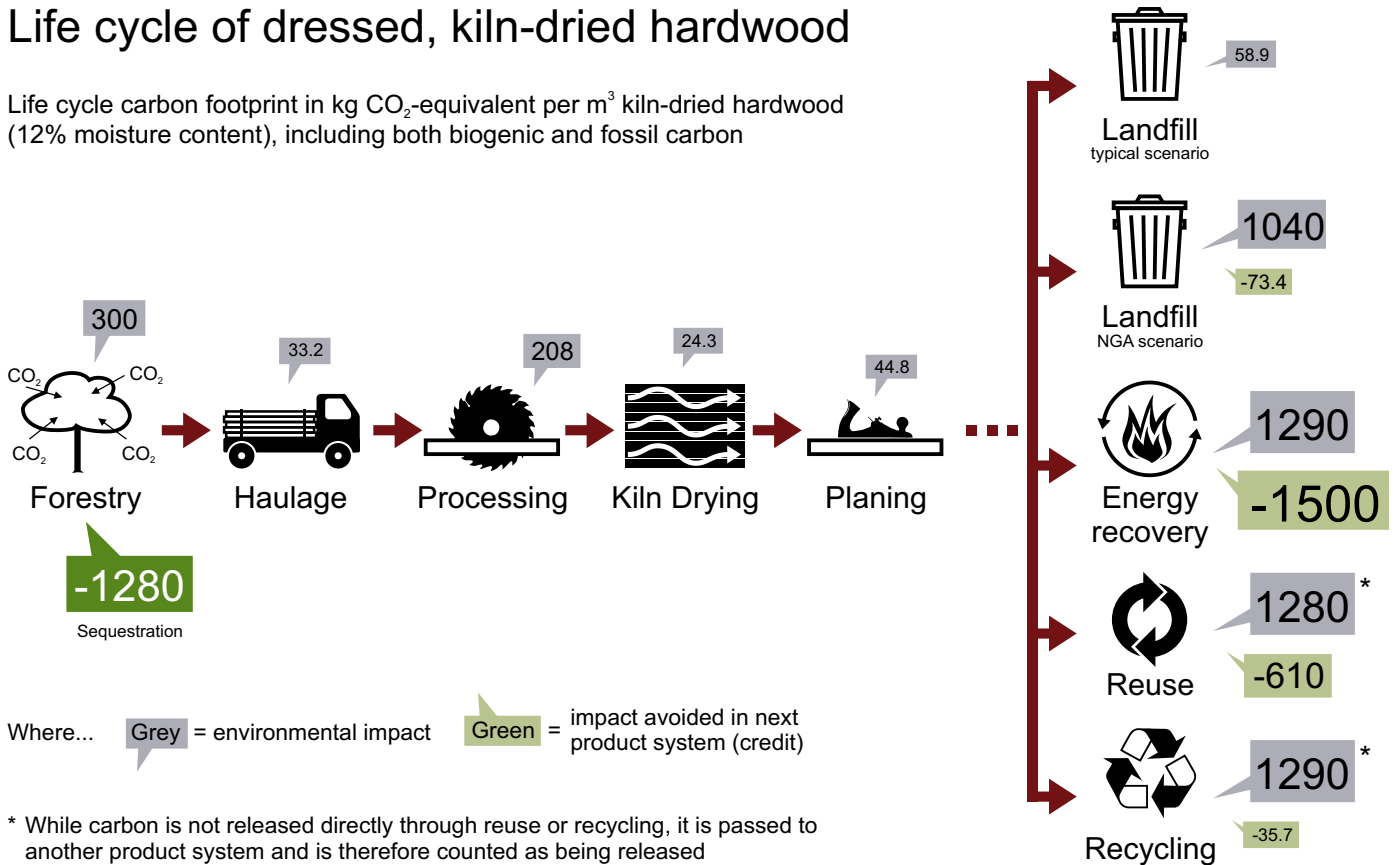 Life cycle of dressed, kiln-dried hardwood
Life cycle carbon footprint in kg CO₂-equivalent per m³ kiln-dried hardwood
(12% moisture content), including both biogenic and fossil carbon
300
CO₂
CO₂
CO₂
CO₂
Forestry
-1280
Sequestration
33.2
Haulage
208
Processing
24.3
Kiln Drying
44.8
Planing
58.9
Landfill
typical scenario
1040
-73.4
Landfill
NGA scenario
1290
-1500
Energy
recovery
1280 *
-610
Reuse
1290 *
-35.7
Recycling
Where... Grey = environmental impact
Green = impact avoided in next
product system (credit)
* While carbon is not released directly through reuse or recycling, it is passed to
another product system and is therefore counted as being released